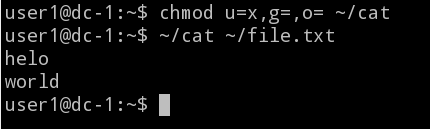 user1@dc-1:~$ chmod u=x,g=,o= ~/cat
user1@dc-1:~$ ~/cat ~/file.txt
helo
world
user1@dc-1:~$